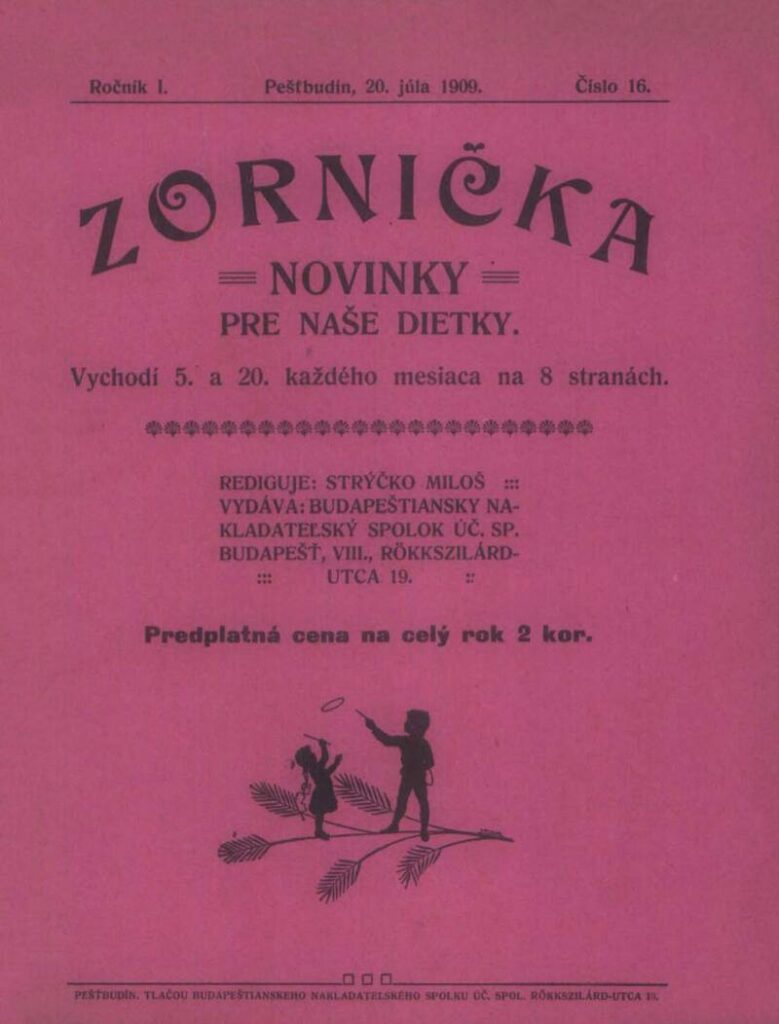 Ročník I. Pešťbudín, 20. júla 1909. Číslo 16.
ZORNIČKA
NOVINKY
PRE NAŠE DIETKY.
Vychodí 5. a 20. každého mesiaca na 8 stranách.
REDIGUJE: STRÝČKO MILOŠ :::
VYDÁVA: BUDAPEŠTIANSKY NA-
KLADATEĽSKÝ SPOLOK ÚČ. SP.
BUDAPEŠŤ, VIII., RÖKKSZILÁRD-
::: UTCA 19. ::
Predplatná cena na celý rok 2 kor.
PEŠŤBUDÍN. TLAČOU BUDAPEŠTIANSKEHO NAKLADATEĽSKÉHO SPOLKU ÚČ. SPOL. RÖKKSZILÁRD-UTCA 19.